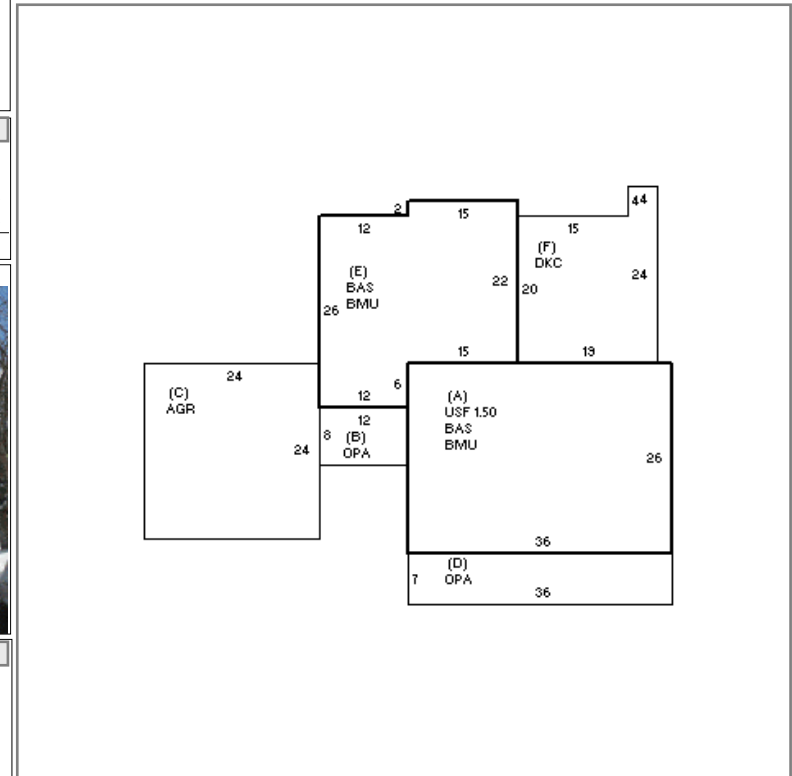 44
2
15
12
15
(F)
DKC
(E)
BAS
BMU
22
20
24
26
15
19
24
6
(C)
AGR
12
(A)
USF 1.50
BAS
BMU
12
8
(B)
OPA
24
26
36
(D)
OPA
7
36